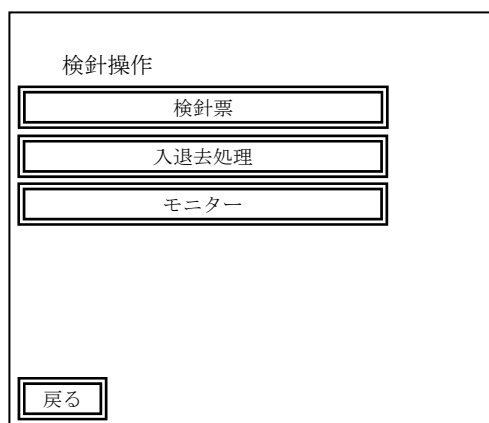 検針操作
検針票
入退去処理
モニター
戻る